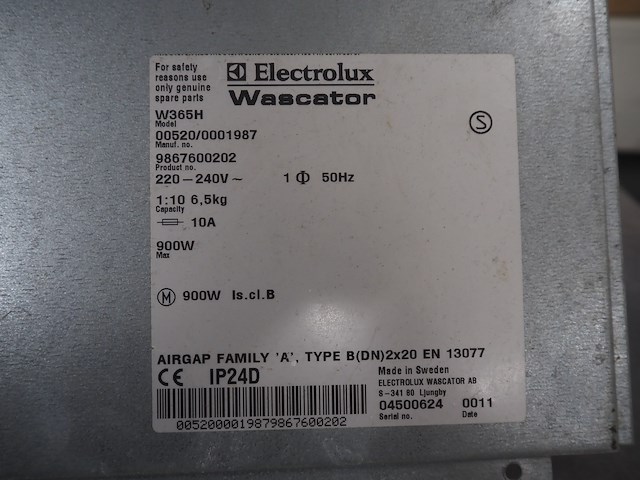 For safety
reasons use
only genuine
spare parts
Electrolux
Wascator
W365H
Model
00520/0001987
Manuf. no.
9867600202
Product no.
220–240V ~ 1 Φ 50Hz
1:10 6,5kg
Capacity
10A
900W
Max
S
M 900W Is.cl.B
AIRGAP FAMILY 'A', TYPE B(DN)2x20 EN 13077
CE IP24D
Made in Sweden
ELECTROLUX WASCATOR AB
S–341 80 Ljungby
04500624 0011
Serial no. Date
0052000019879867600202